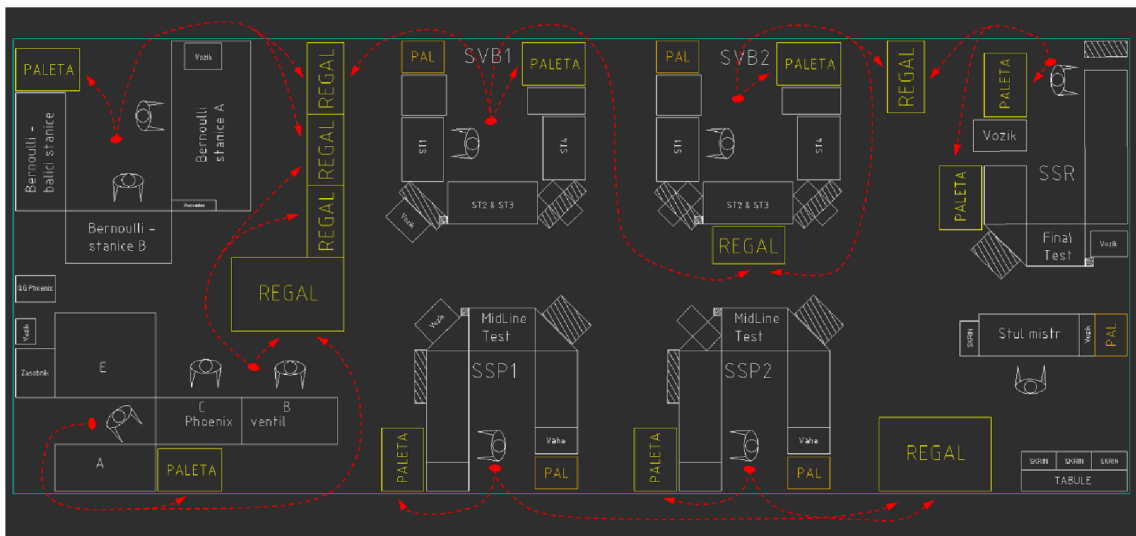 PALETA
Vozik
Bernoulli -
balici stanice
Bernoulli
stanice A
Bernoulli -
stanice B
REGAL
REGAL
REGAL
REGAL
PAL
SVB1
PALETA
ST1
ST4
ST2 & ST3
Vozik
PAL
SVB2
PALETA
ST1
ST4
ST2 & ST3
REGAL
REGAL
PALETA
Vozik
PALETA
SSR
Final
Test
Vozik
QG Phoenix
Vozik
Zasobnik
E
C
Phoenix
B
ventil
A
PALETA
Vozik
MidLine
Test
SSP1
PALETA
Váha
PAL
MidLine
Test
SSP2
PALETA
Váha
PAL
SKRIN
Stul mistr
Vozik
PAL
REGAL
SKRIN
SKRIN
SKRIN
TABULE